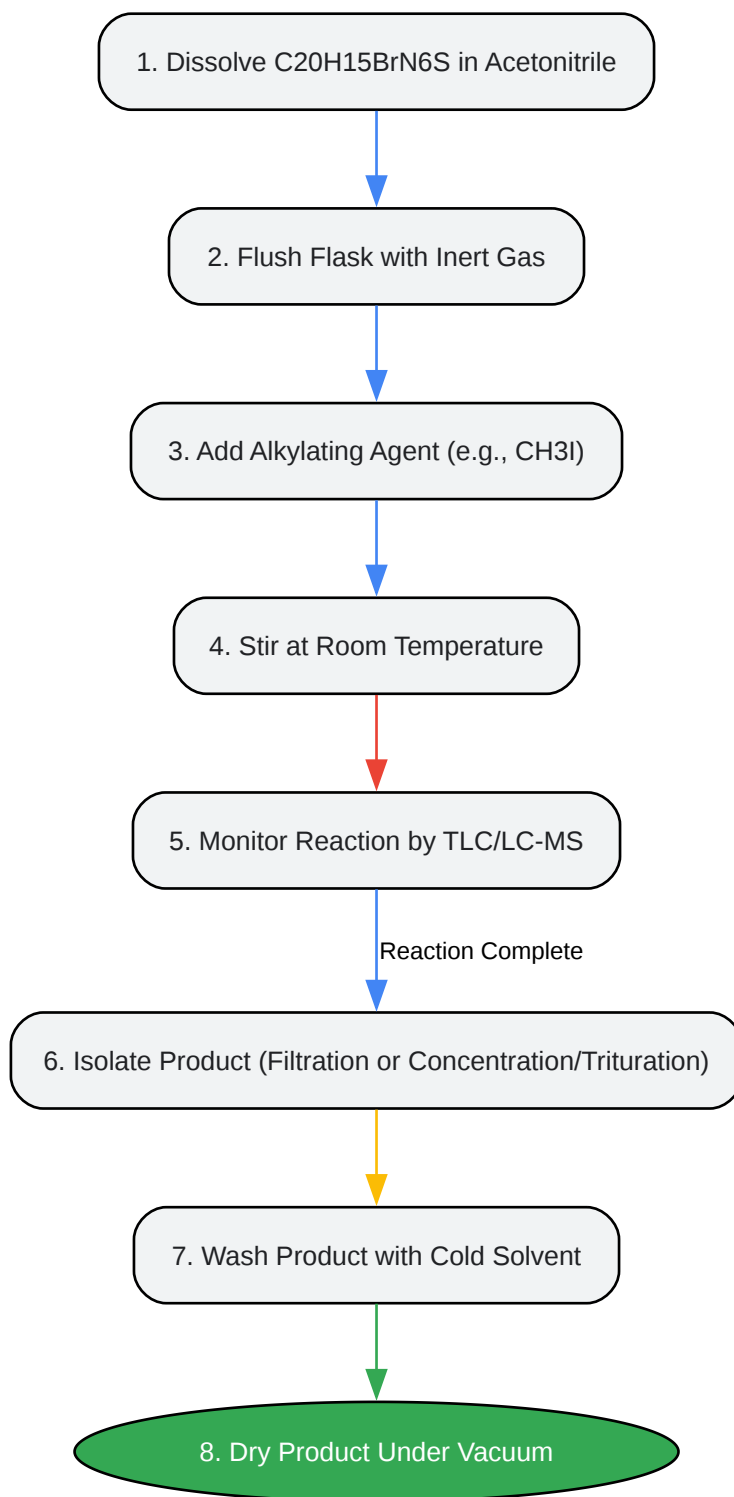 1. Dissolve C20H15BrN6S in Acetonitrile
2. Flush Flask with Inert Gas
3. Add Alkylating Agent (e.g., CH3I)
4. Stir at Room Temperature
5. Monitor Reaction by TLC/LC-MS
Reaction Complete
6. Isolate Product (Filtration or Concentration/Trituration)
7. Wash Product with Cold Solvent
8. Dry Product Under Vacuum